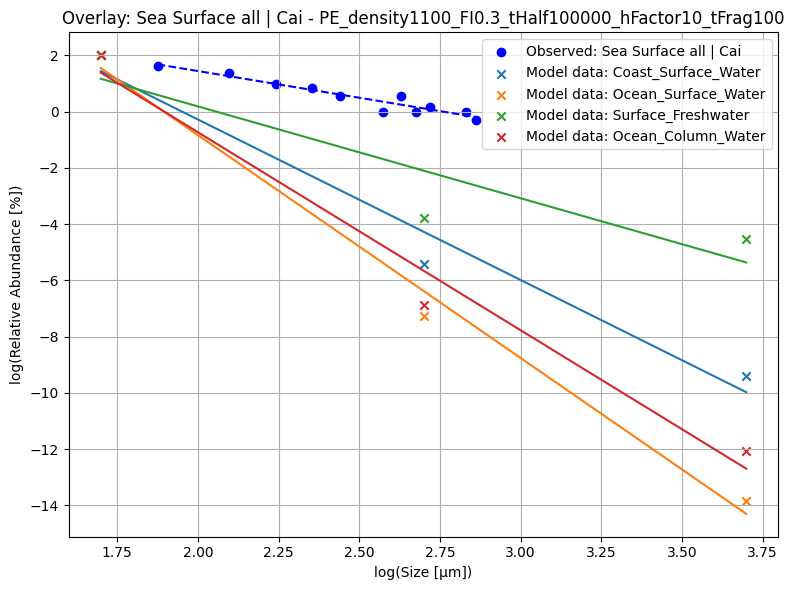 Overlay: Sea Surface all | Cai - PE_density1100_FI0.3_tHalf100000_hFactor10_tFrag100
Observed: Sea Surface all | Cai
Model data: Coast_Surface_Water
Model data: Ocean_Surface_Water
Model data: Surface_Freshwater
Model data: Ocean_Column_Water
log(Relative Abundance [%])
2
0
−2
−4
−6
−8
−10
−12
−14
1.75
2.00
2.25
2.50
2.75
3.00
3.25
3.50
3.75
log(Size [μm])